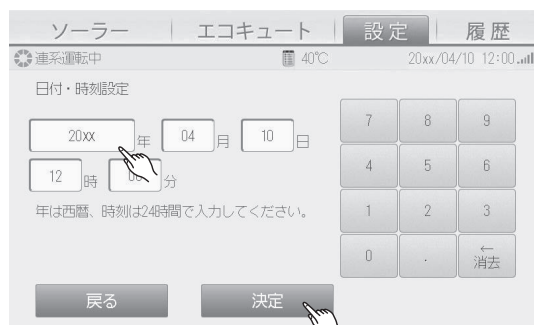 ソーラー エコキュート 設定 履歴
連系運転中 40℃ 20xx/04/10 12:00
日付・時刻設定
20xx 年 04 月 10 日
12 時 分
年は西暦、時刻は24時間で入力してください。
7 8 9
4 5 6
1 2 3
0 . ←消去
戻る 決定